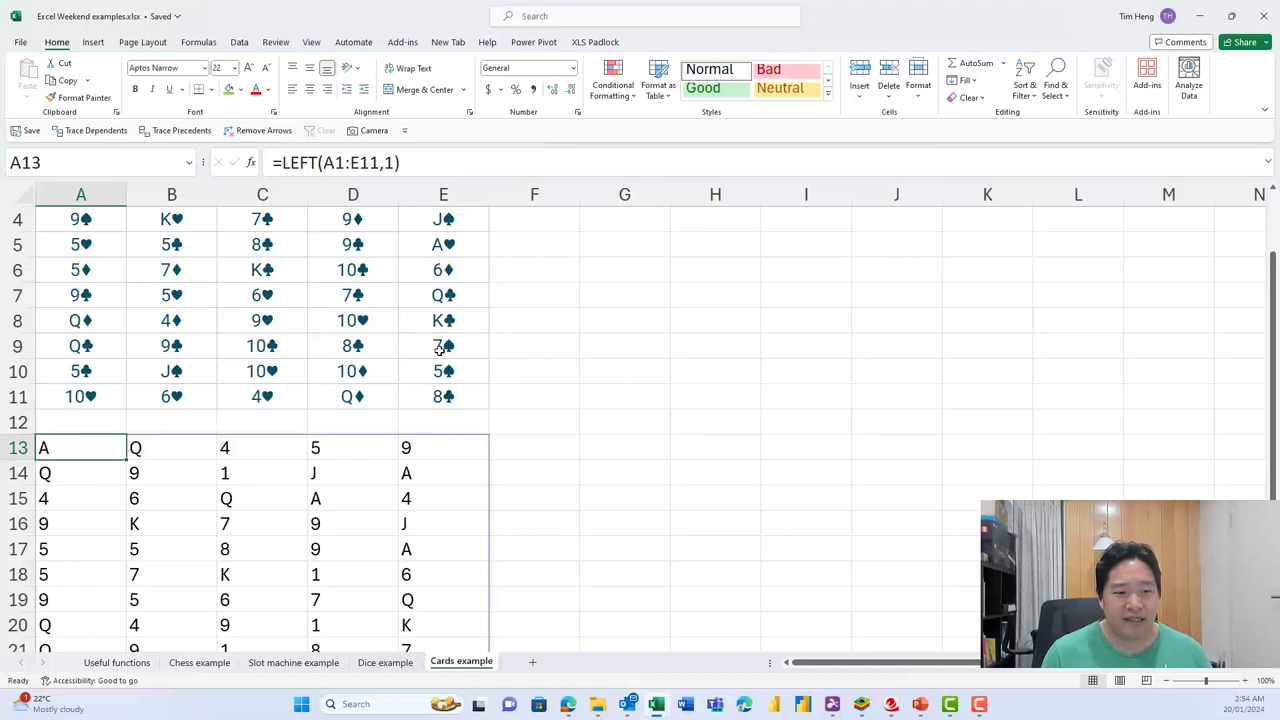 Excel Weekend examples.xlsx • Saved
Search
Tim Heng TH
File Home Insert Page Layout Formulas Data Review View Automate Add-ins New Tab Help Power Pivot XLS Padlock Comments Share
Paste
Cut
Copy
Format Painter
Clipboard
Aptos Narrow 22
B I U
Font
Wrap Text
Merge & Center
Alignment
General
Number
Conditional Formatting
Format as Table
Normal Bad
Good Neutral
Styles
Insert Delete Format
Cells
AutoSum
Fill
Clear
Sort & Filter
Find & Select
Editing
Sensitivity
Sensitivity
Add-ins
Add-ins
Analyze Data
Save Trace Dependents Trace Precedents Remove Arrows Clear Camera
A13 fx =LEFT(A1:E11,1)
A B C D E F G H I J K L M N
4 9♠ K♥ 7♣ 9♦ J♠
5 5♥ 5♣ 8♣ 9♣ A♥
6 5♦ 7♦ K♣ 10♣ 6♦
7 9♣ 5♥ 6♥ 7♣ Q♣
8 Q♦ 4♦ 9♥ 10♥ K♣
9 Q♣ 9♣ 10♣ 8♣ 7♠
10 5♣ J♠ 10♥ 10♦ 5♠
11 10♥ 6♥ 4♥ Q♦ 8♣
12
13 A Q 4 5 9
14 Q 9 1 J A
15 4 6 Q A 4
16 9 K 7 9 J
17 5 5 8 9 A
18 5 7 K 1 6
19 9 5 6 7 Q
20 Q 4 9 1 K
21 Q 9 1 8 7
Useful functions Chess example Slot machine example Dice example Cards example
Ready Accessibility: Good to go 100%
1 22°C
Mostly cloudy
Search
2:54 AM
20/01/2024